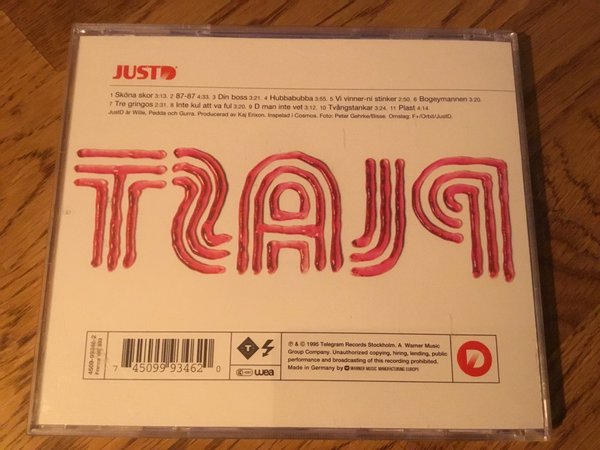 JUSTD
1 Sköna skor 3:13. 2 87-87 4:33. 3 Din boss 3:21. 4 Hubbabubba 3:55. 5 Vi vinner-ni stinker 2:50. 6 Bogeymannen 3:20.
7 Tre gringos 2:31. 8 Inte kul att va ful 3:20. 9 D man inte vet 3:12. 10 Tvångstankar 3:24. 11 Plast 4:14.
JustD är Wille, Pedda och Gurra. Producerad av Kaj Erixon. Inspelad i Cosmos. Foto: Peter Gehrke/Bisse. Omslag: F+/Orbit/JustD.
PLAST
4509-99346-2
7 45099 93462 0
T
wea
℗ & © 1995 Telegram Records Stockholm. A Warner Music
Group Company. Unauthorized copying, hiring, lending, public
performance and broadcasting of this recording prohibited.
Made in Germany by WARNER MUSIC MANUFACTURING EUROPE
D